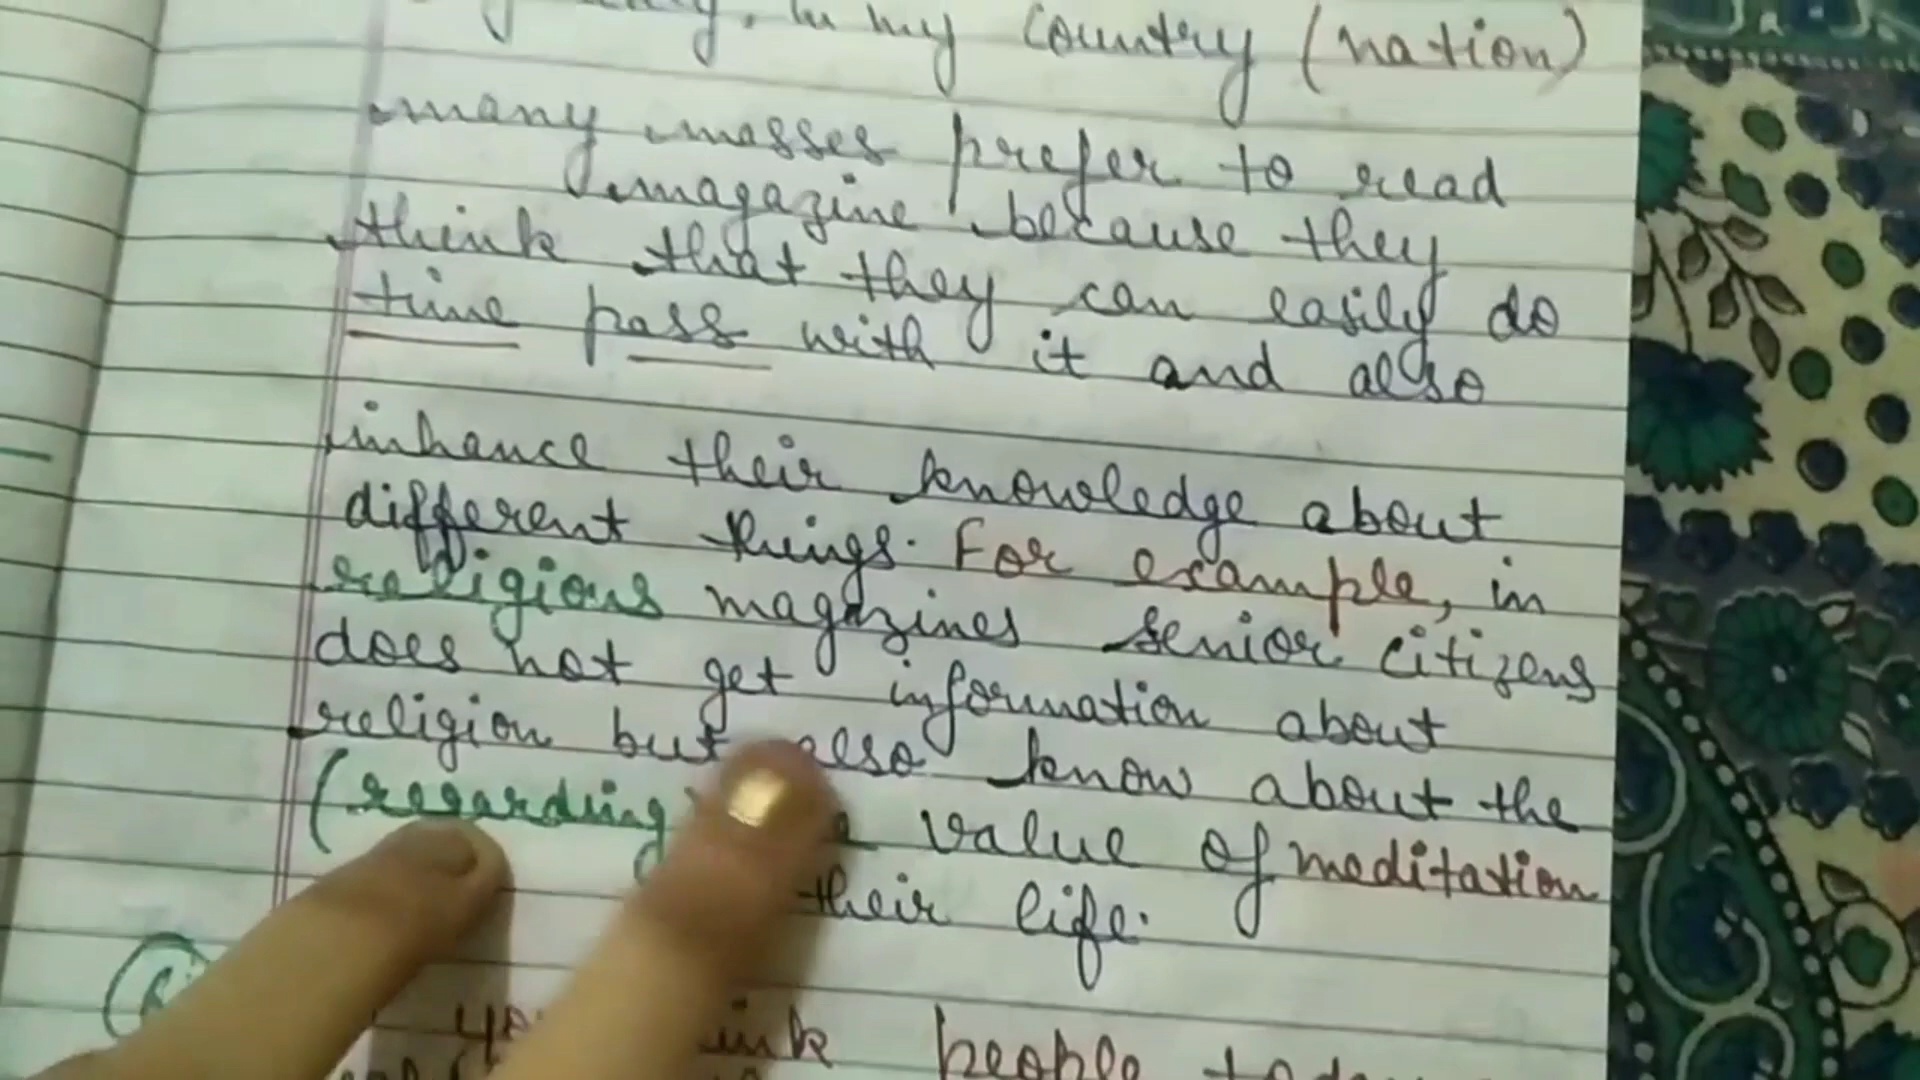 in my country (nation)
many masses prefer to read
magazine because they
think that they can easily do
time pass with it and also
inhance their knowledge about
different things. For example, in
religious magazines senior citizens
does not get information about
religion but also know about the
(regarding value of meditation
their life.
people